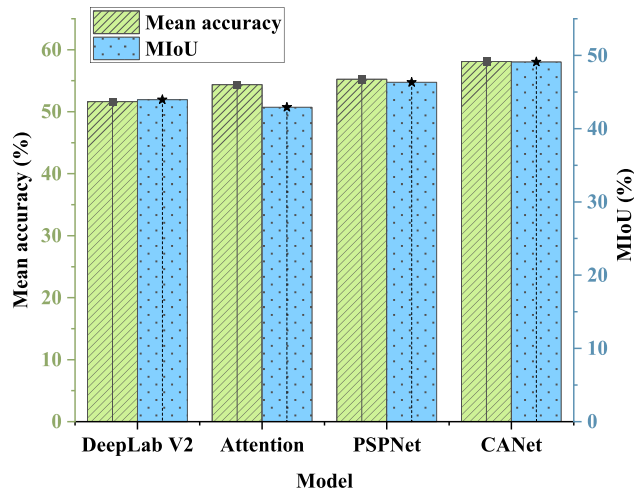 Mean accuracy
MIoU
Mean accuracy (%)
60
50
40
30
20
10
0
MIoU (%)
50
40
30
20
10
0
DeepLab V2 Attention PSPNet CANet
Model